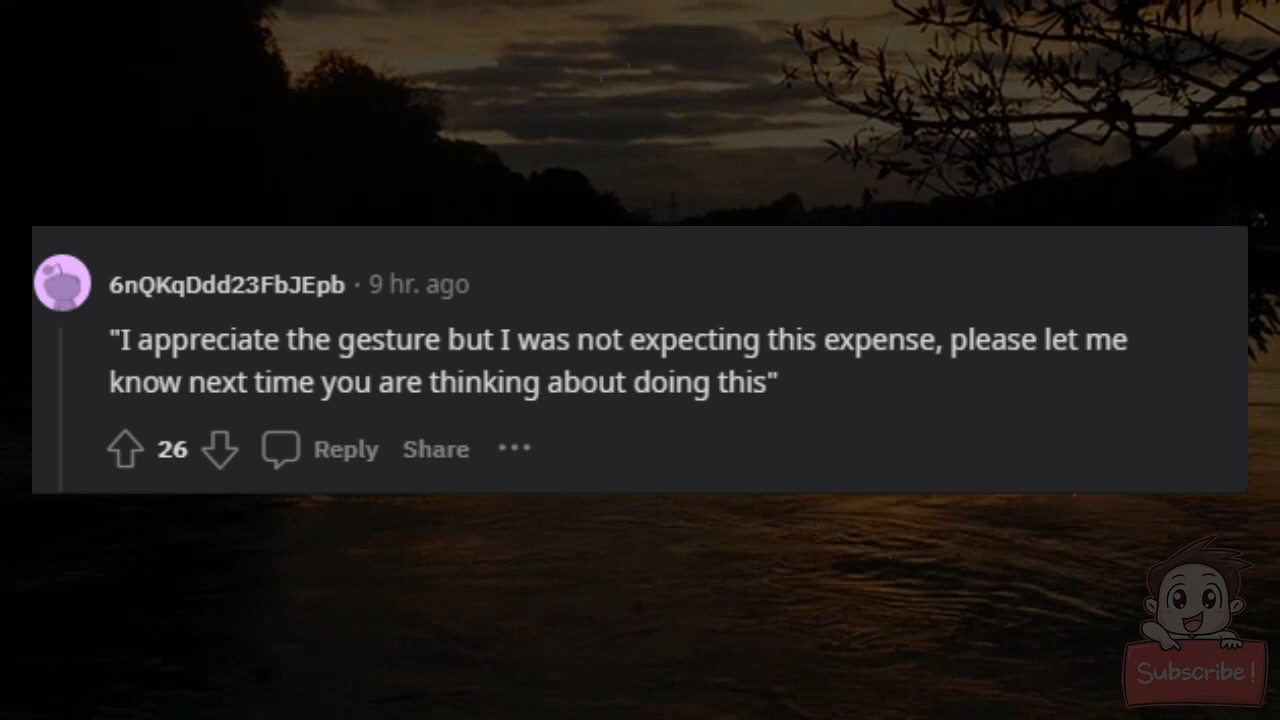 6nQKqDdd23FbJEpb · 9 hr. ago
"I appreciate the gesture but I was not expecting this expense, please let me
know next time you are thinking about doing this"
26 Reply Share ···
Subscribe!